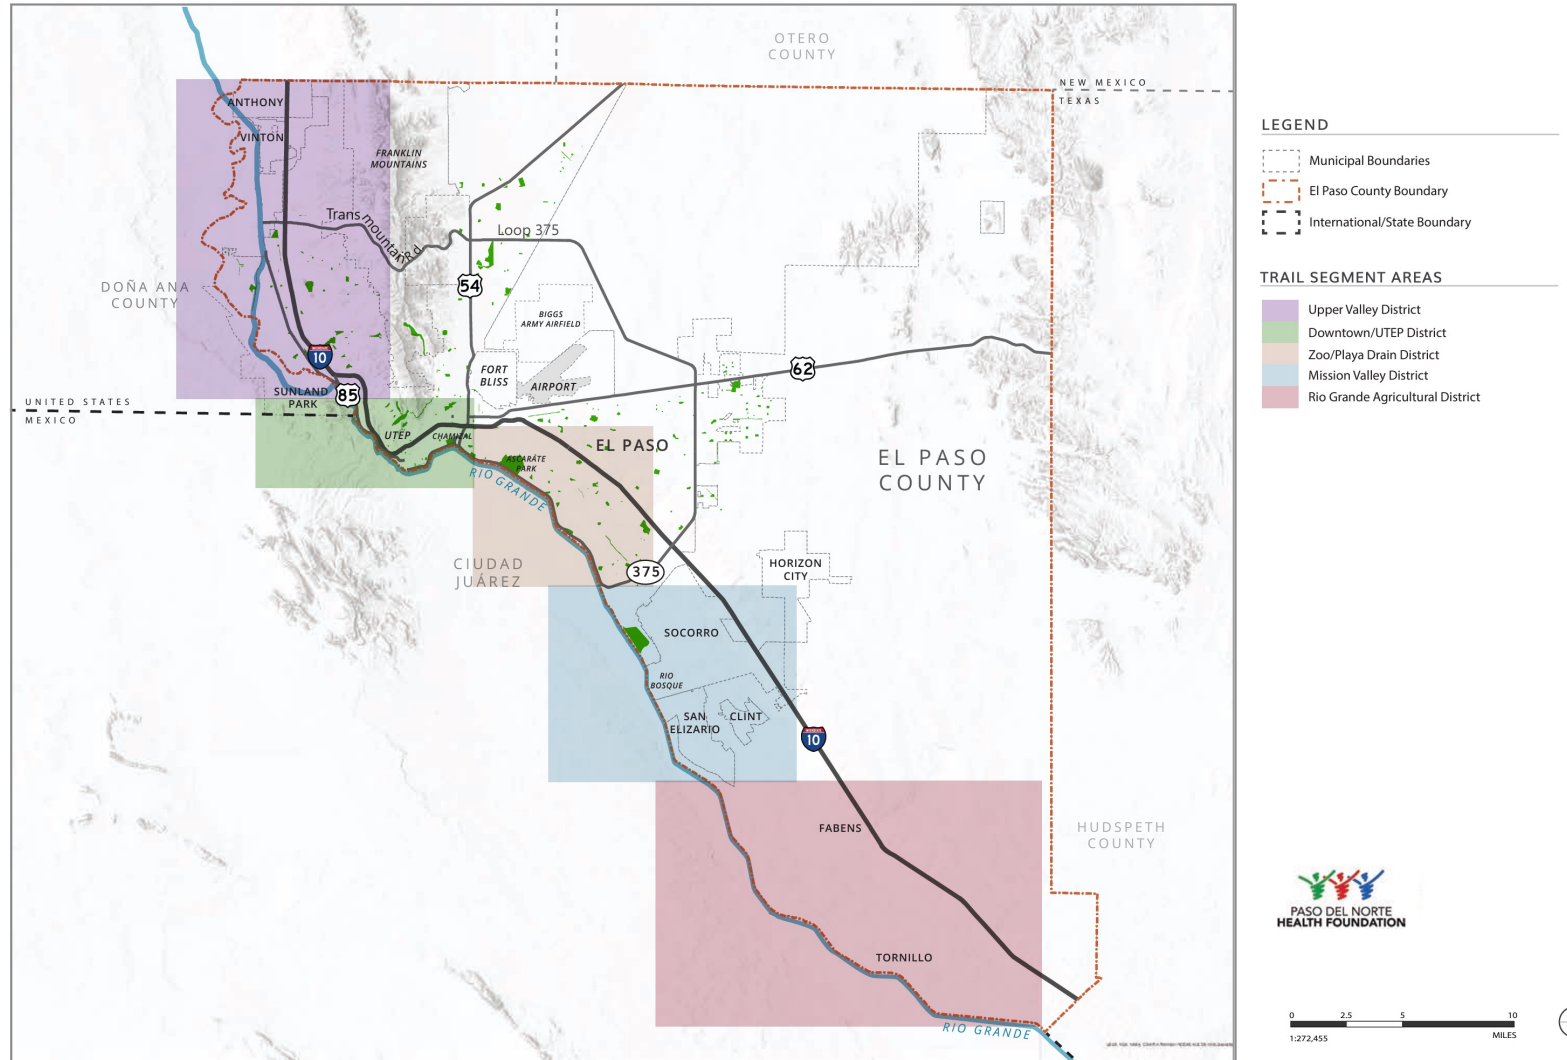 OTERO
COUNTY
NEW MEXICO
TEXAS
ANTHONY
VINTON
FRANKLIN
MOUNTAINS
Trans mountain Rd
Loop 375
54
DOÑA ANA
COUNTY
BIGGS
ARMY AIRFIELD
10
FORT
BLISS
AIRPORT
62
SUNLAND
PARK
85
UNITED STATES
MEXICO
UTEP
CHAMIZAL
EL PASO
ASCARATE
PARK
RIO GRANDE
EL PASO
COUNTY
CIUDAD
JUÁREZ
375
HORIZON
CITY
SOCORRO
RIO
BOSQUE
SAN
ELIZARIO
CLINT
10
FABENS
HUDSPETH
COUNTY
TORNILLO
RIO GRANDE
LEGEND
Municipal Boundaries
El Paso County Boundary
International/State Boundary
TRAIL SEGMENT AREAS
Upper Valley District
Downtown/UTEP District
Zoo/Playa Drain District
Mission Valley District
Rio Grande Agricultural District
PASO DEL NORTE
HEALTH FOUNDATION
0 2.5 5 10
1:272,455 MILES